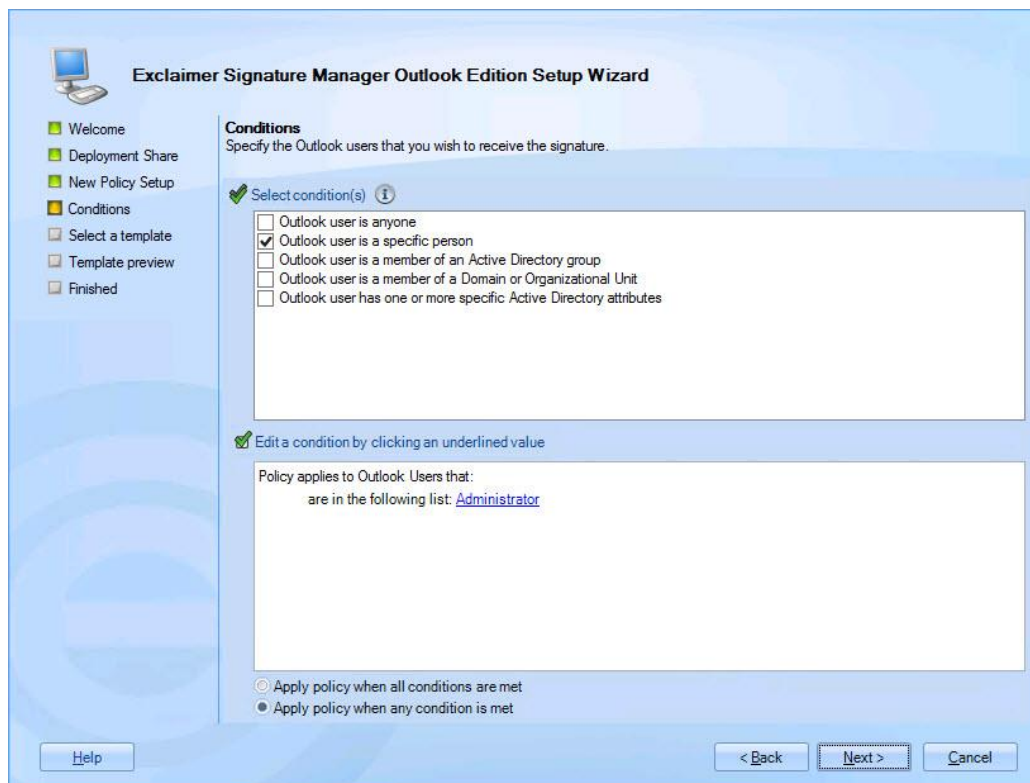 Exclaimer Signature Manager Outlook Edition Setup Wizard
Welcome
Deployment Share
New Policy Setup
Conditions
Select a template
Template preview
Finished
Conditions
Specify the Outlook users that you wish to receive the signature.
Select condition(s)
Outlook user is anyone
Outlook user is a specific person
Outlook user is a member of an Active Directory group
Outlook user is a member of a Domain or Organizational Unit
Outlook user has one or more specific Active Directory attributes
Edit a condition by clicking an underlined value
Policy applies to Outlook Users that:
are in the following list: Administrator
Apply policy when all conditions are met
Apply policy when any condition is met
Help
< Back
Next >
Cancel